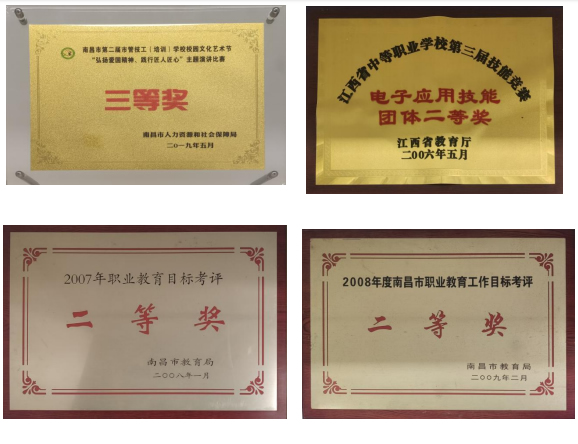 南昌市第二届市管技工（培训）学校校园文化艺术节
“弘扬爱国精神、践行匠人匠心”主题演讲比赛
三等奖
南昌市人力资源和社会保障局
二〇一九年五月
江西省中等职业学校第三届技能竞赛
电子应用技能
团体二等奖
江西省教育厅
二〇〇六年五月
2007年职业教育目标考评
二等奖
南昌市教育局
二〇〇八年一月
2008年度南昌市职业教育工作目标考评
二等奖
南昌市教育局
二〇〇九年二月